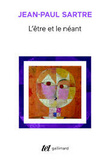 JEAN-PAUL SARTRE
L'être et le néant
tel gallimard